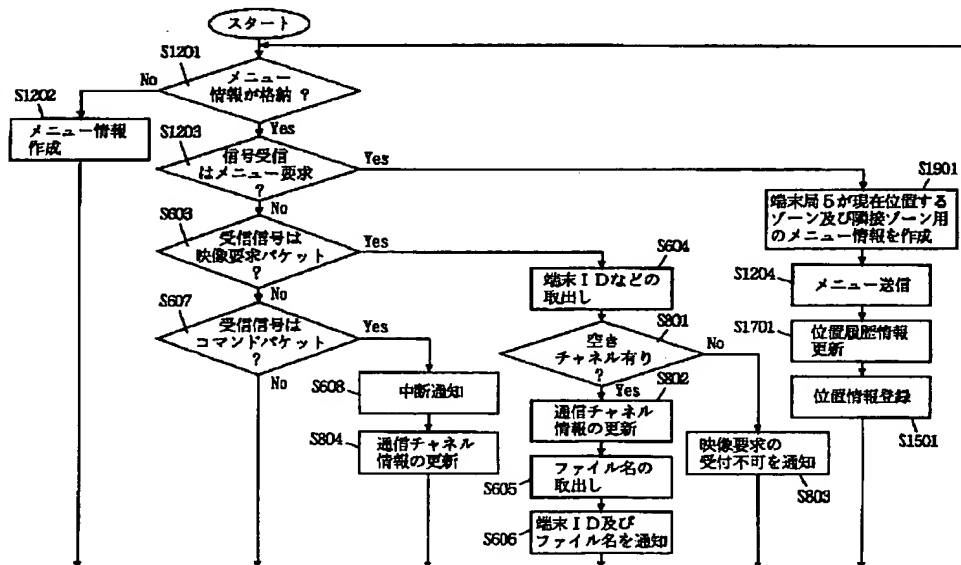 スタート
S1201
メニュー
情報が格納 ?
No
Yes
S1202
メニュー情報
作成
S1203
信号受信
はメニュー要求
?
Yes
No
S1901
端末局5が現在位置する
ゾーン及び隣接ゾーン用
のメニュー情報を作成
S603
受信信号は
映像要求パケット
?
Yes
No
S604
端末IDなどの
取出し
S1204
メニュー送信
S607
受信信号は
コマンドパケット
?
Yes
No
S801
空き
チャネル有り
?
No
Yes
S1701
位置履歴情報
更新
S608
中断通知
S802
通信チャネル
情報の更新
位置情報登録
S1501
S804
通信チャネル
情報の更新
映像要求の
受付不可を通知
S803
S605
ファイル名の
取出し
S606
端末ID及び
ファイル名を通知